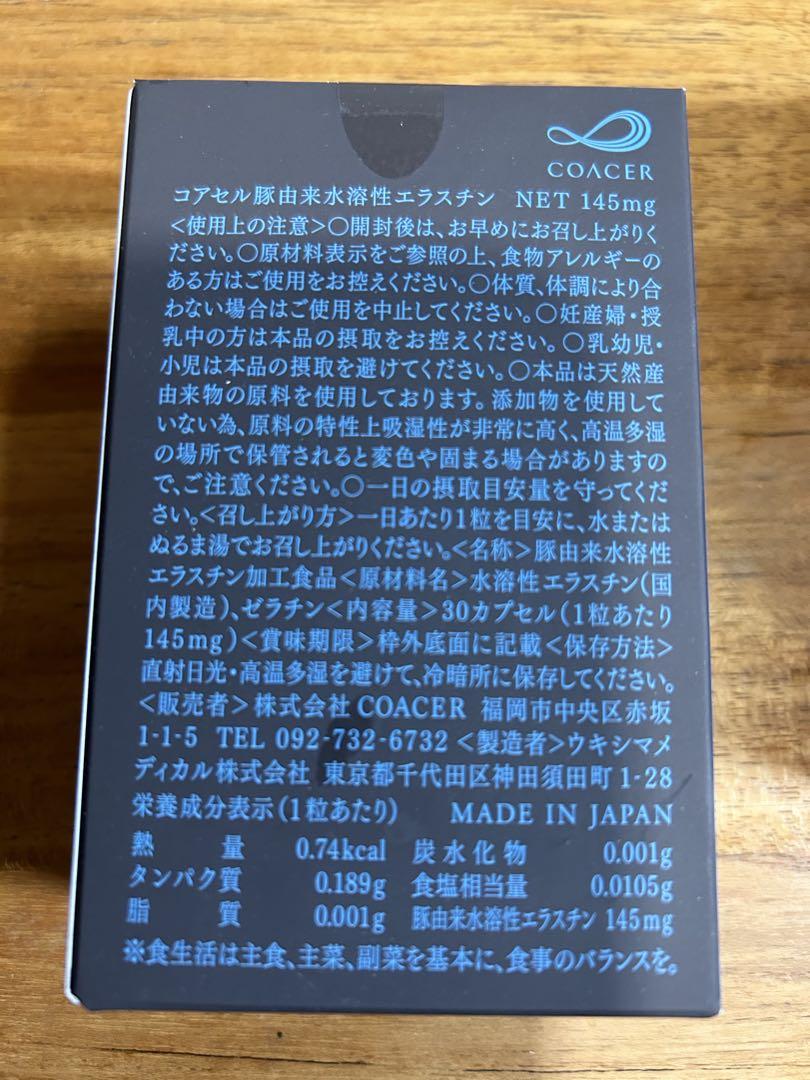 COACER
コアセル豚由来水溶性エラスチン NET 145mg
<使用上の注意>〇開封後は、お早めにお召し上がりく
ださい。〇原材料表示をご参照の上、食物アレルギーの
ある方はご使用をお控えください。〇体質、体調により合
わない場合はご使用を中止してください。〇妊産婦・授
乳中の方は本品の摂取をお控えください。〇乳幼児・
小児は本品の摂取を避けてください。〇本品は天然産
由来物の原料を使用しております。添加物を使用して
いない為、原料の特性上吸湿性が非常に高く、高温多湿
の場所で保管されると変色や固まる場合がありますの
で、ご注意ください。〇一日の摂取目安量を守ってくだ
さい。<召し上がり方>一日あたり1粒を目安に、水または
ぬるま湯でお召し上がりください。<名称>豚由来水溶性
エラスチン加工食品<原材料名>水溶性エラスチン(国
内製造)、ゼラチン<内容量>30カプセル(1粒あたり
145mg)<賞味期限>枠外底面に記載<保存方法>
直射日光・高温多湿を避けて、冷暗所に保存してください。
<販売者>株式会社 COACER 福岡市中央区赤坂
1-1-5 TEL 092-732-6732 <製造者>ウキシマメ
ディカル株式会社 東京都千代田区神田須田町 1-28
栄養成分表示(1粒あたり) MADE IN JAPAN
熱量 0.74kcal 炭水化物 0.001g
タンパク質 0.189g 食塩相当量 0.0105g
脂質 0.001g 豚由来水溶性エラスチン 145mg
※食生活は主食、主菜、副菜を基本に、食事のバランスを。